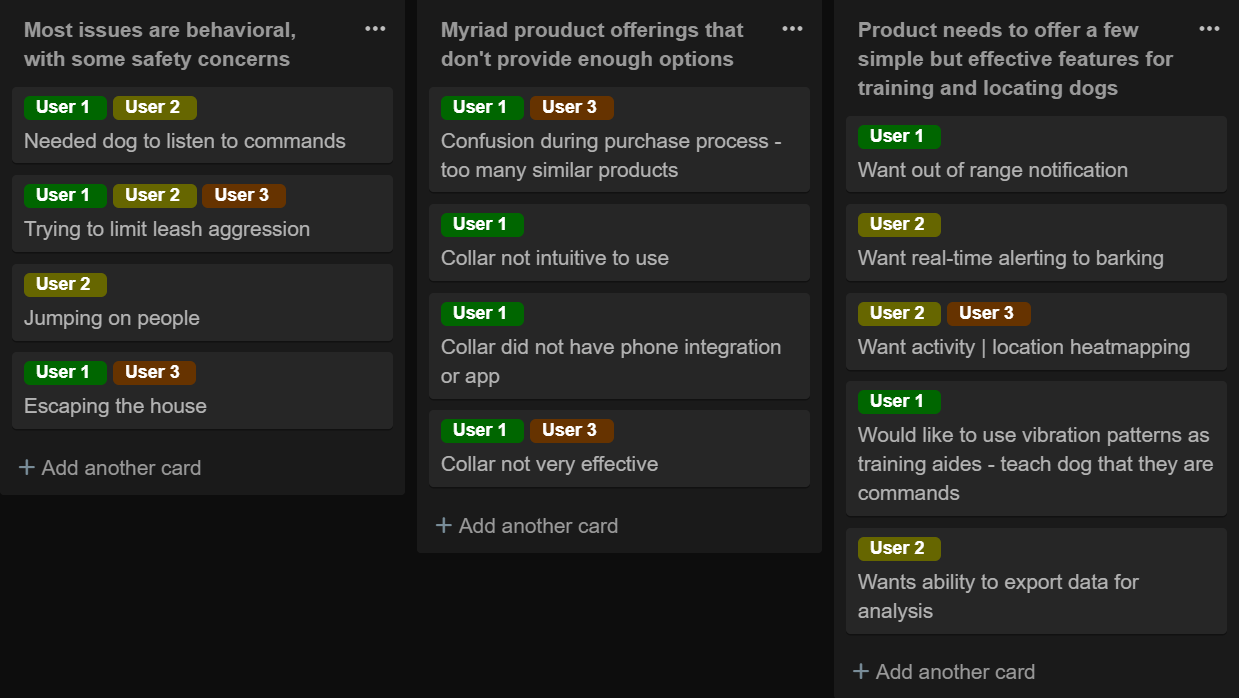 Most issues are behavioral,
with some safety concerns
User 1 User 2
Needed dog to listen to commands
User 1 User 2 User 3
Trying to limit leash aggression
User 2
Jumping on people
User 1 User 3
Escaping the house
+ Add another card
Myriad prouduct offerings that
don't provide enough options
User 1 User 3
Confusion during purchase process -
too many similar products
User 1
Collar not intuitive to use
User 1
Collar did not have phone integration
or app
User 1 User 3
Collar not very effective
+ Add another card
Product needs to offer a few
simple but effective features for
training and locating dogs
User 1
Want out of range notification
User 2
Want real-time alerting to barking
User 2 User 3
Want activity | location heatmapping
User 1
Would like to use vibration patterns as
training aides - teach dog that they are
commands
User 2
Wants ability to export data for
analysis
+ Add another card